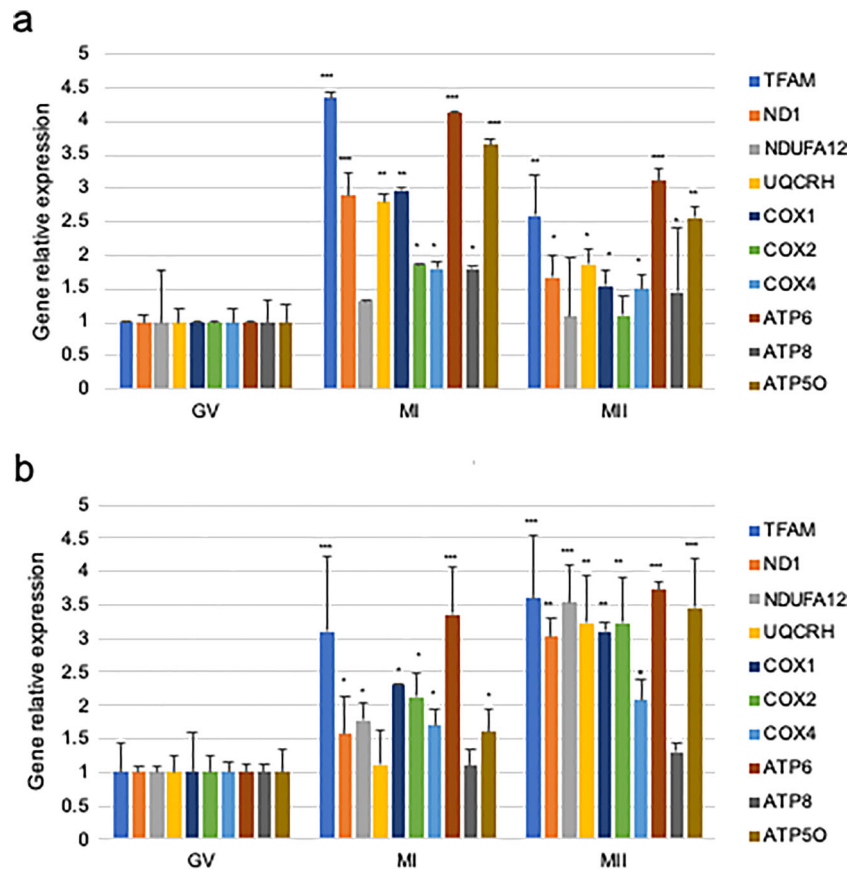 a
Gene relative expression
5
4.5
4
3.5
3
2.5
2
1.5
1
0.5
0
*** *** ** ** * * *** * ***
** * * * * *** * **
GV MI MII
TFAM
ND1
NDUFA12
UQCRH
COX1
COX2
COX4
ATP6
ATP8
ATP5O
b
Gene relative expression
5
4.5
4
3.5
3
2.5
2
1.5
1
0.5
0
*** * * * * * *** *
*** ** *** ** ** ** * *** ***
GV MI MII
TFAM
ND1
NDUFA12
UQCRH
COX1
COX2
COX4
ATP6
ATP8
ATP5O